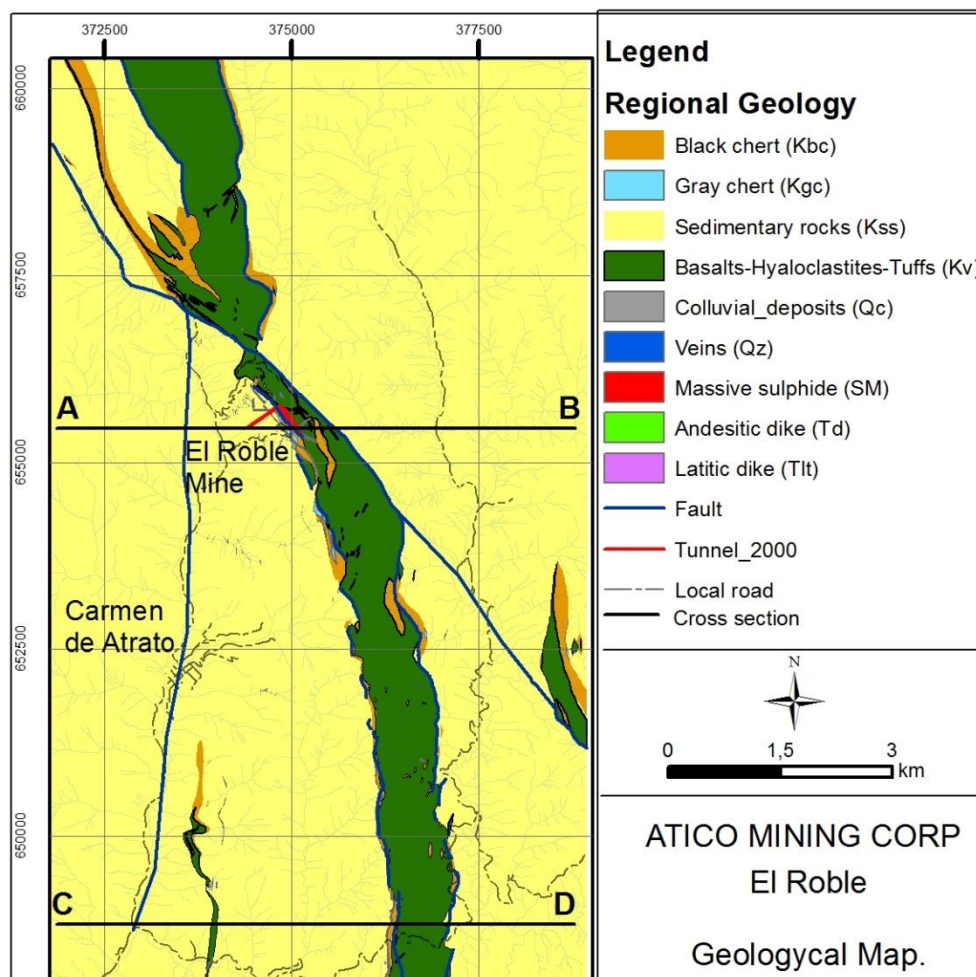 372500
375000
377500
660000
657500
655000
652500
650000
A
B
El Roble
Mine
Carmen
de Atrato
C
D
Legend
Regional Geology
Black chert (Kbc)
Gray chert (Kgc)
Sedimentary rocks (Kss)
Basalts-Hyaloclastites-Tuffs (Kv)
Colluvial_deposits (Qc)
Veins (Qz)
Massive sulphide (SM)
Andesitic dike (Td)
Latitic dike (Tlt)
Fault
Tunnel_2000
Local road
Cross section
N
0 1,5 3
km
ATICO MINING CORP
El Roble
Geologycal Map.